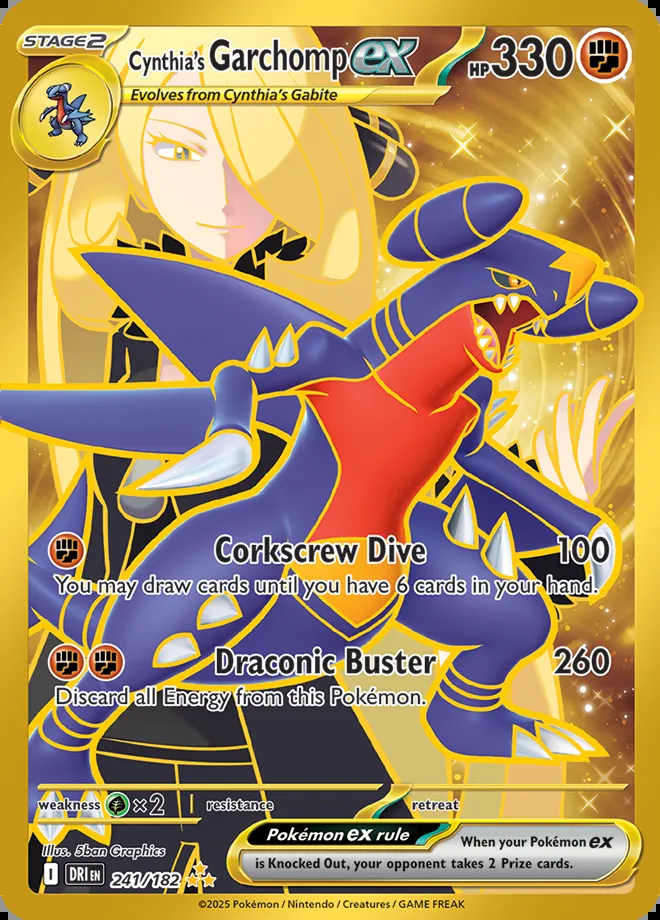 STAGE2
Cynthia's Garchomp ex HP330
Evolves from Cynthia's Gabite
Corkscrew Dive 100
You may draw cards until you have 6 cards in your hand.
Draconic Buster 260
Discard all Energy from this Pokémon.
weakness ×2 resistance retreat
Pokémon ex rule
When your Pokémon ex
is Knocked Out, your opponent takes 2 Prize cards.
Illus. 5ban Graphics
I DRI EN 241/182
©2025 Pokémon / Nintendo / Creatures / GAME FREAK